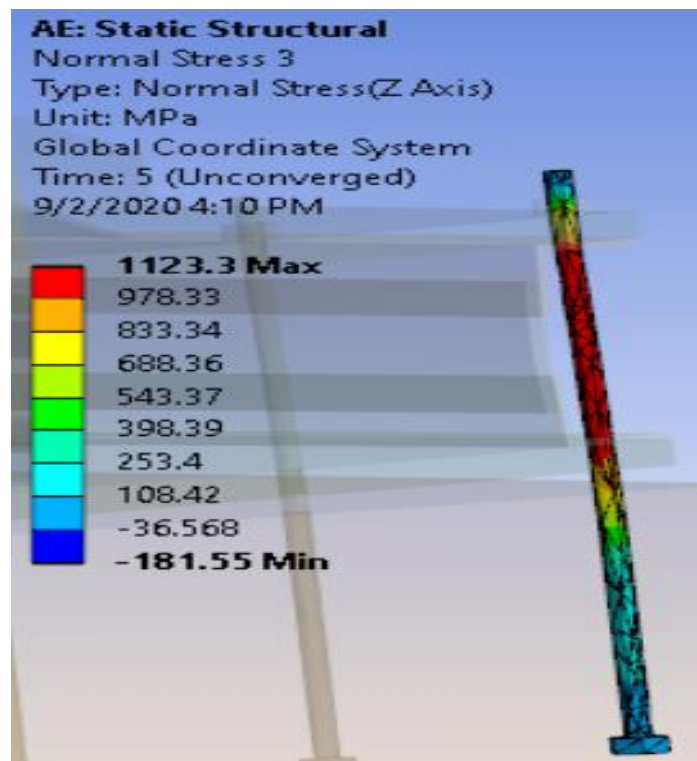 AE: Static Structural
Normal Stress 3
Type: Normal Stress(Z Axis)
Unit: MPa
Global Coordinate System
Time: 5 (Unconverged)
9/2/2020 4:10 PM
1123.3 Max
978.33
833.34
688.36
543.37
398.39
253.4
108.42
-36.568
-181.55 Min